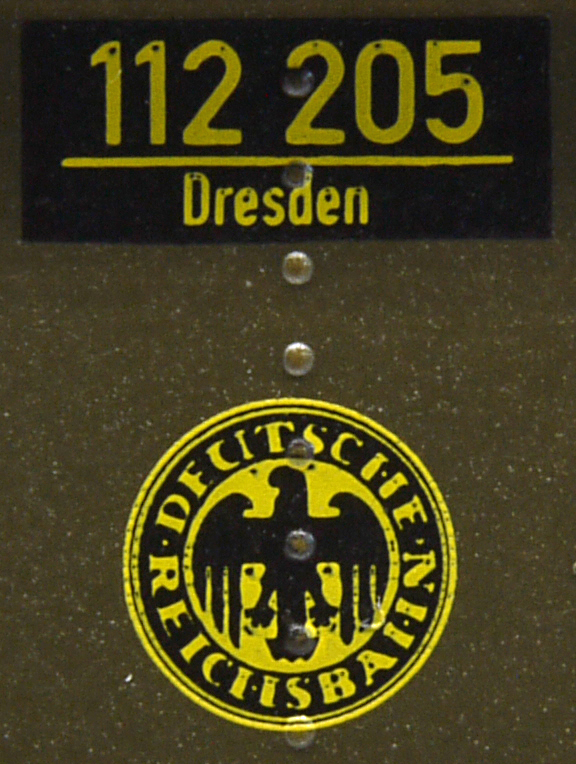 112 205
Dresden
DEUTSCHE
REICHSBAHN